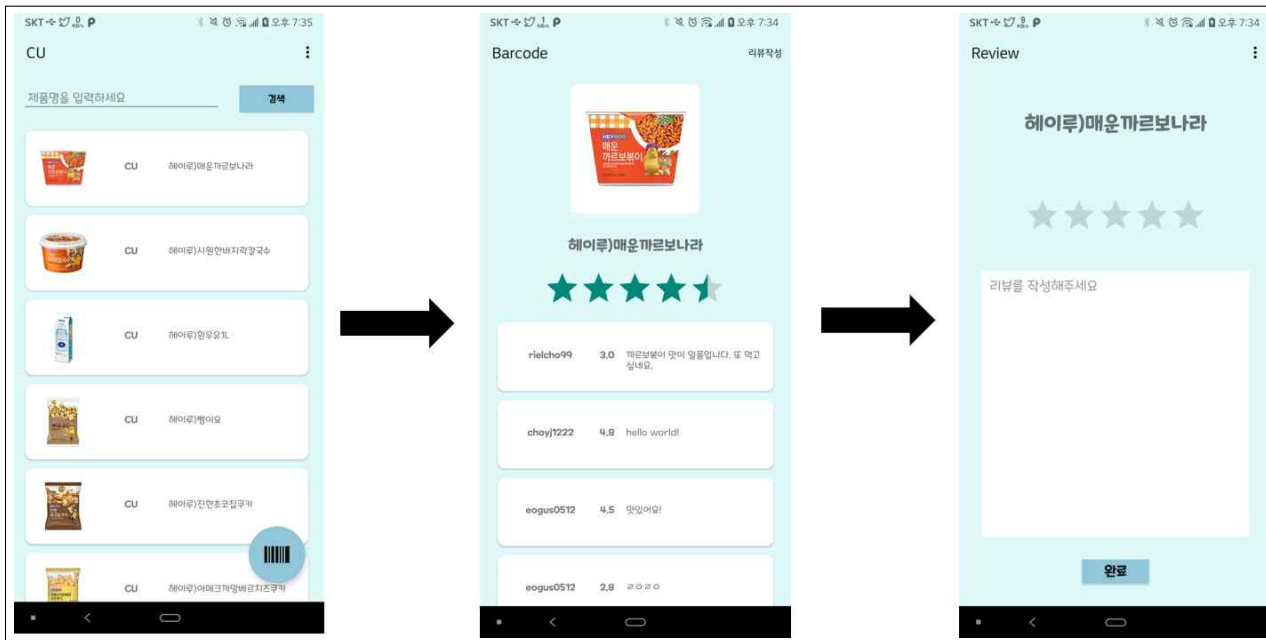 SKT 오후 7:35
CU
제품명을 입력하세요
검색
CU 헤이루)매운까르보나라
CU 헤이루)시원한바지락칼국수
CU 헤이루)흰우유1L
CU 헤이루)빵이요
CU 헤이루)진한초코칩쿠키
CU
SKT 오후 7:34
Barcode 리뷰작성
HEYROO
매운
까르보볶이
헤이루)매운까르보나라
rielcho99 3.0 까르보볶이 맛이 일품입니다. 또 먹고
싶네요.
choyj1222 4.8 hello world!
eogus0512 4.5 맛있어요!
eogus0512 2.8 ㄹㅇㄹㅇ
SKT 오후 7:34
Review
헤이루)매운까르보나라
리뷰를 작성해주세요
완료